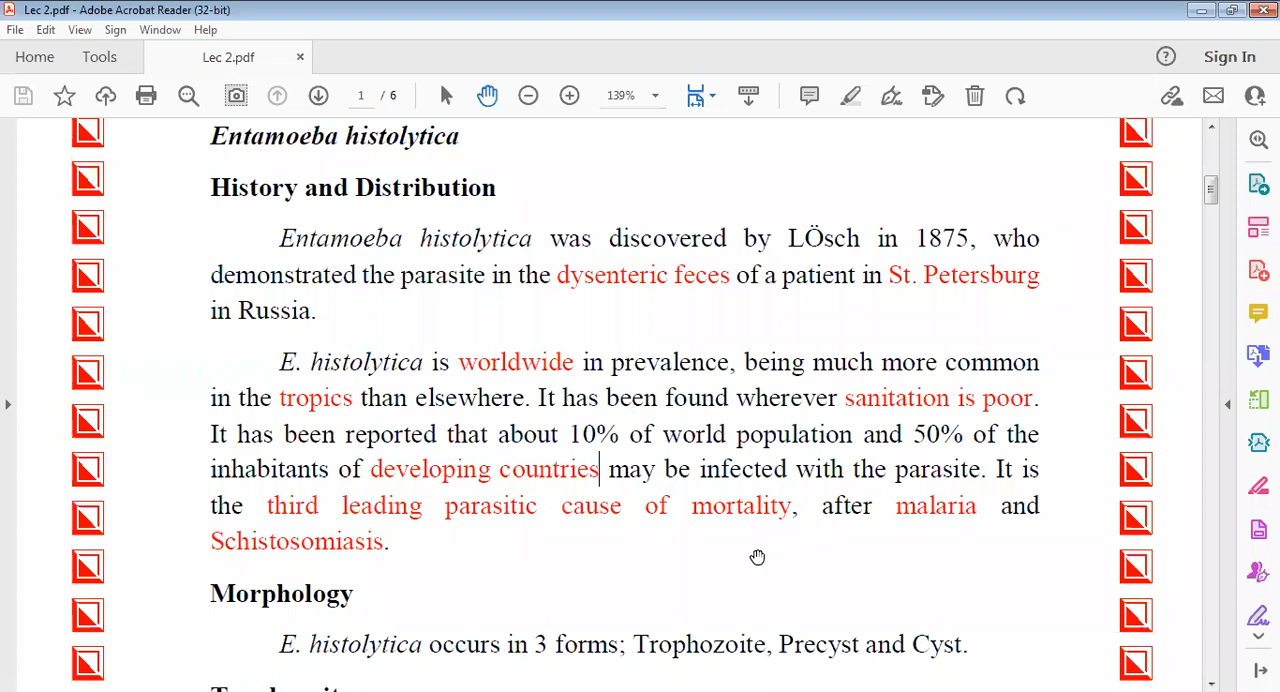 Lec 2.pdf - Adobe Acrobat Reader (32-bit)
File Edit View Sign Window Help
Home Tools Lec 2.pdf × ? Sign In
1 / 6 139%
Entamoeba histolytica
History and Distribution
Entamoeba histolytica was discovered by LÖsch in 1875, who
demonstrated the parasite in the dysenteric feces of a patient in St. Petersburg
in Russia.
E. histolytica is worldwide in prevalence, being much more common
in the tropics than elsewhere. It has been found wherever sanitation is poor.
It has been reported that about 10% of world population and 50% of the
inhabitants of developing countries may be infected with the parasite. It is
the third leading parasitic cause of mortality, after malaria and
Schistosomiasis.
Morphology
E. histolytica occurs in 3 forms; Trophozoite, Precyst and Cyst.